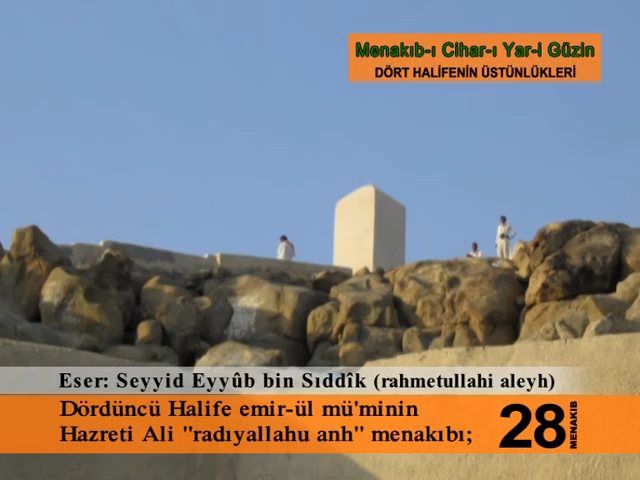 Menakıb-ı Cihar-ı Yar-i Güzin
DÖRT HALİFENİN ÜSTÜNLÜKLERİ
Eser: Seyyid Eyyûb bin Sıddîk (rahmetullahi aleyh)
Dördüncü Halife emir-ül mü'minin
Hazreti Ali "radıyallahu anh" menakıbı;
28
MENAKIB